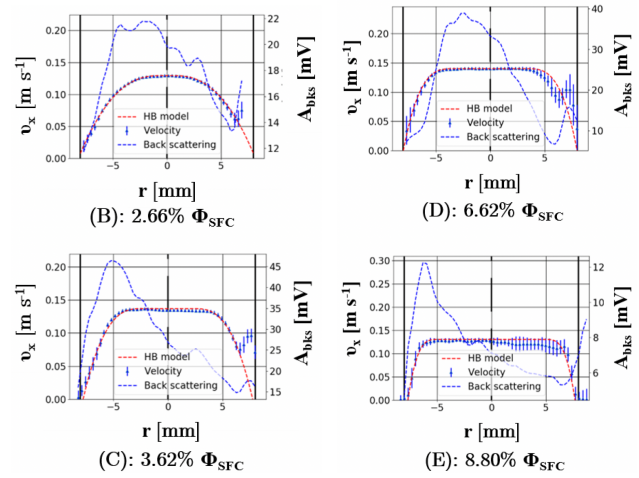 υx [m s-1]
0.20
0.15
0.10
0.05
0.00
22
20
18
16
14
12
Abks [mV]
HB model
Velocity
Back scattering
−5 0 5
r [mm]
(B): 2.66% ΦSFC
υx [m s-1]
0.20
0.15
0.10
0.05
0.00
40
30
20
10
Abks [mV]
HB model
Velocity
Back scattering
−5 0 5
r [mm]
(D): 6.62% ΦSFC
υx [m s-1]
0.20
0.15
0.10
0.05
0.00
45
40
35
30
25
20
15
Abks [mV]
HB model
Velocity
Back scattering
−5 0 5
r [mm]
(C): 3.62% ΦSFC
υx [m s-1]
0.30
0.25
0.20
0.15
0.10
0.05
0.00
12
10
8
6
Abks [mV]
HB model
Velocity
Back scattering
−5 0 5
r [mm]
(E): 8.80% ΦSFC